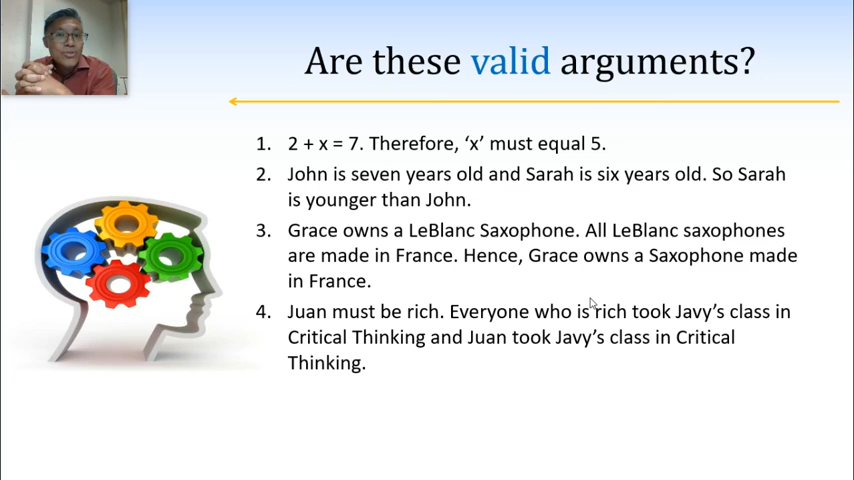 Are these valid arguments?
1. 2 + x = 7. Therefore, ‘x’ must equal 5.
2. John is seven years old and Sarah is six years old. So Sarah
is younger than John.
3. Grace owns a LeBlanc Saxophone. All LeBlanc saxophones
are made in France. Hence, Grace owns a Saxophone made
in France.
4. Juan must be rich. Everyone who is rich took Javy’s class in
Critical Thinking and Juan took Javy’s class in Critical
Thinking.